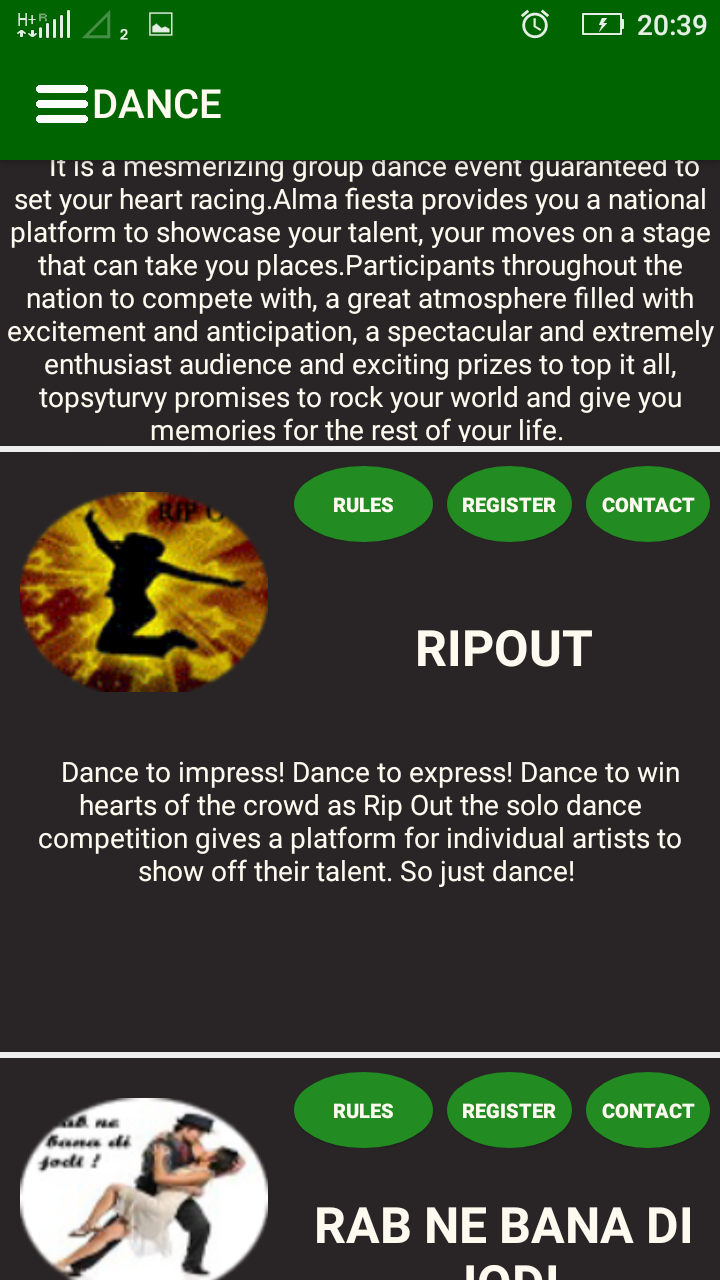 H+ R
2
20:39
DANCE
It is a mesmerizing group dance event guaranteed to
set your heart racing.Alma fiesta provides you a national
platform to showcase your talent, your moves on a stage
that can take you places.Participants throughout the
nation to compete with, a great atmosphere filled with
excitement and anticipation, a spectacular and extremely
enthusiast audience and exciting prizes to top it all,
topsyturvy promises to rock your world and give you
memories for the rest of your life.
RIP O
RULES
REGISTER
CONTACT
RIPOUT
Dance to impress! Dance to express! Dance to win
hearts of the crowd as Rip Out the solo dance
competition gives a platform for individual artists to
show off their talent. So just dance!
ab ne
bana di
jodi !
RULES
REGISTER
CONTACT
RAB NE BANA DI
JODI